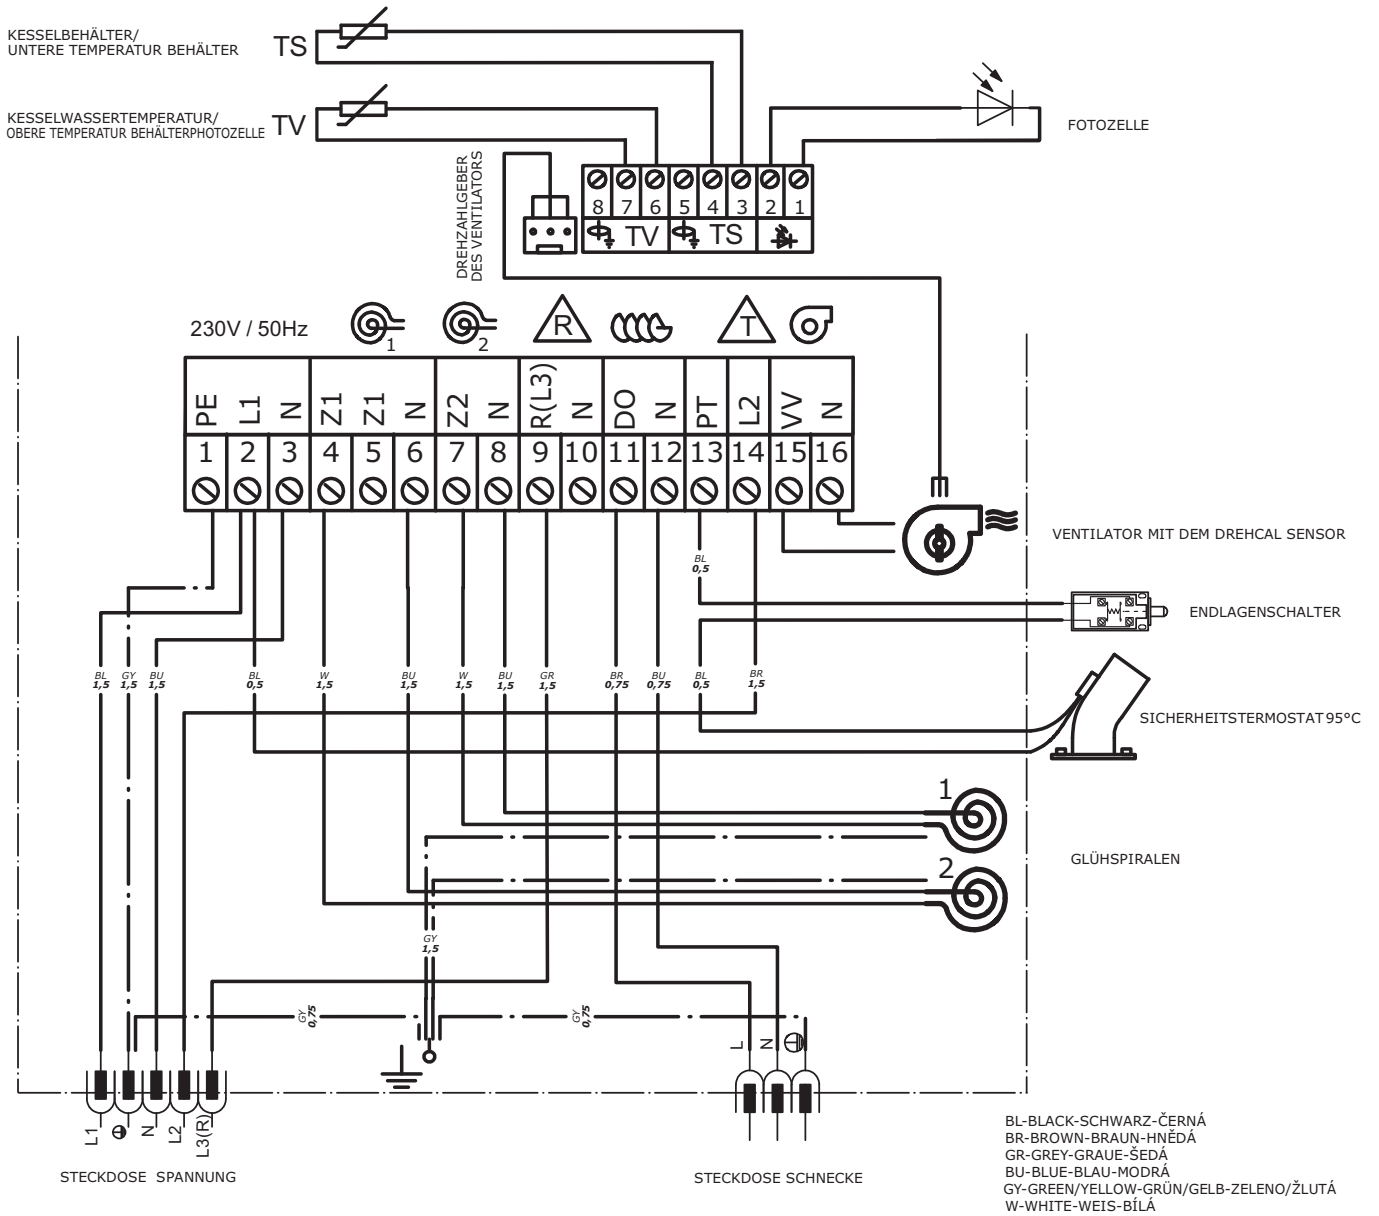 KESSELBEHÄLTER/
UNTERE TEMPERATUR BEHÄLTER
TS
KESSELWASSERTEMPERATUR/
OBERE TEMPERATUR BEHÄLTERPHOTOZELLE
TV
FOTOZELLE
DREHZAHLGEBER
DES VENTILATORS
8 7 6 5 4 3 2 1
TV TS
230V / 50Hz
1
2
R
T
PE L1 N Z1 Z1 N Z2 N R(L3) N DO N PT L2 VV N
1 2 3 4 5 6 7 8 9 10 11 12 13 14 15 16
VENTILATOR MIT DEM DREHCAL SENSOR
BL
0,5
ENDLAGENSCHALTER
BL GY BU BL W BU W BU GR BR BU BL BR
1,5 1,5 1,5 0,5 1,5 1,5 1,5 1,5 1,5 0,75 0,75 0,5 1,5
SICHERHEITSTERMOSTAT95°C
1
GLÜHSPIRALEN
2
GY
1,5
GY
0,75
GY
0,75
L N
L1 N L2 L3(R)
STECKDOSE SPANNUNG
STECKDOSE SCHNECKE
BL-BLACK-SCHWARZ-ČERNÁ
BR-BROWN-BRAUN-HNĚDÁ
GR-GREY-GRAUE-ŠEDÁ
BU-BLUE-BLAU-MODRÁ
GY-GREEN/YELLOW-GRÜN/GELB-ZELENO/ŽLUTÁ
W-WHITE-WEIS-BÍLÁ